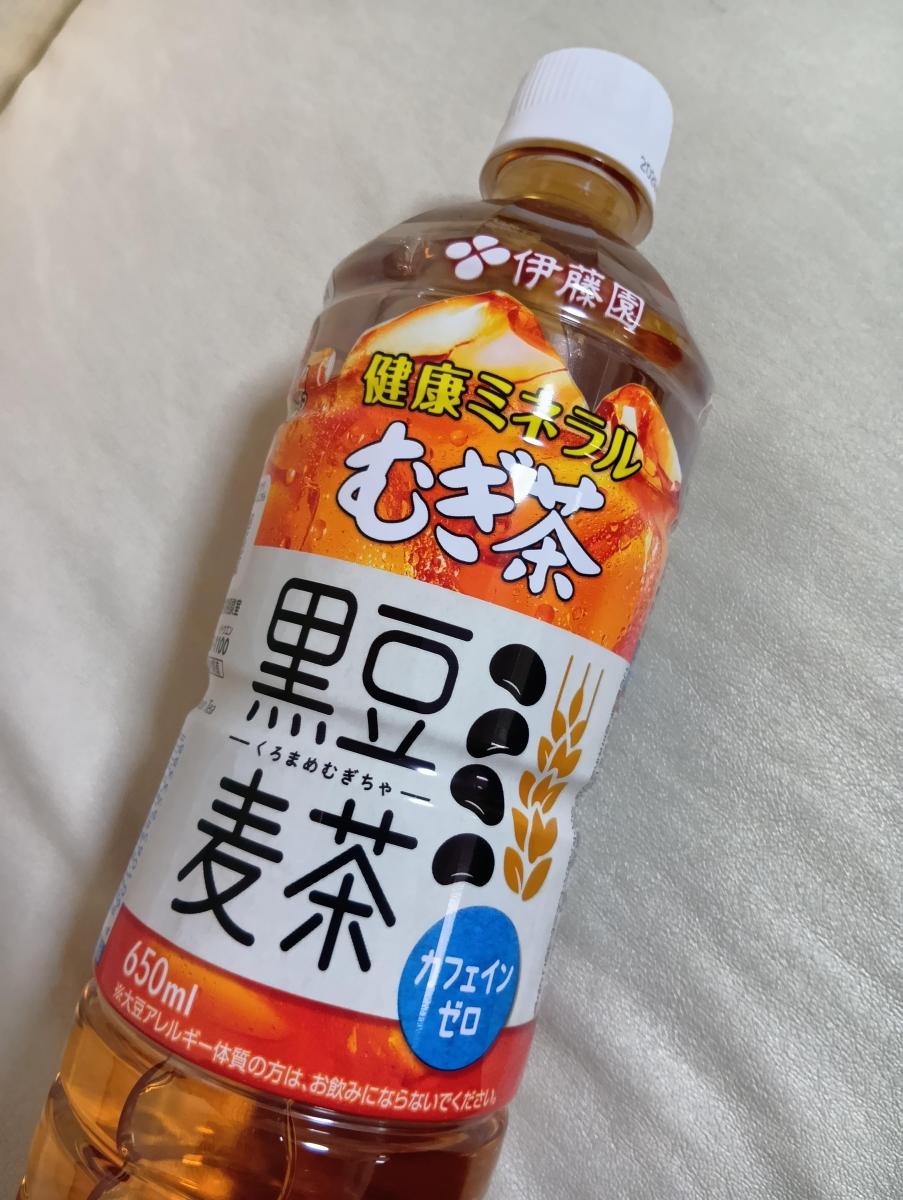 伊藤園
健康ミネラル
むぎ茶
黒豆
くろまめむぎちゃ
麦茶
カフェイン
ゼロ
650ml
※大豆アレルギー体質の方は、お飲みにならないでください。